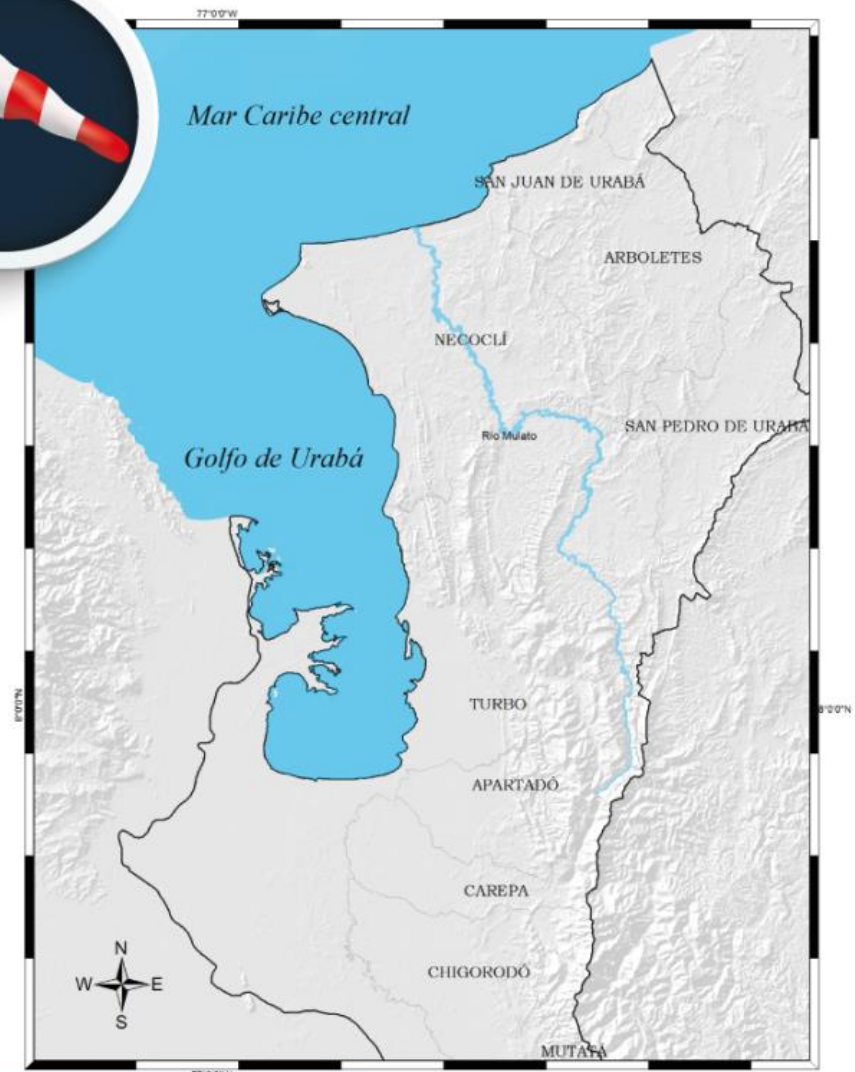 77°0'0"W
Mar Caribe central
SAN JUAN DE URABÁ
ARBOLETES
NECOCLÍ
SAN PEDRO DE URABÁ
Río Mulato
Golfo de Urabá
8°0'0"N
8°0'0"N
TURBO
APARTADÓ
CAREPA
CHIGORODÓ
N
W
E
S
MUTATÁ